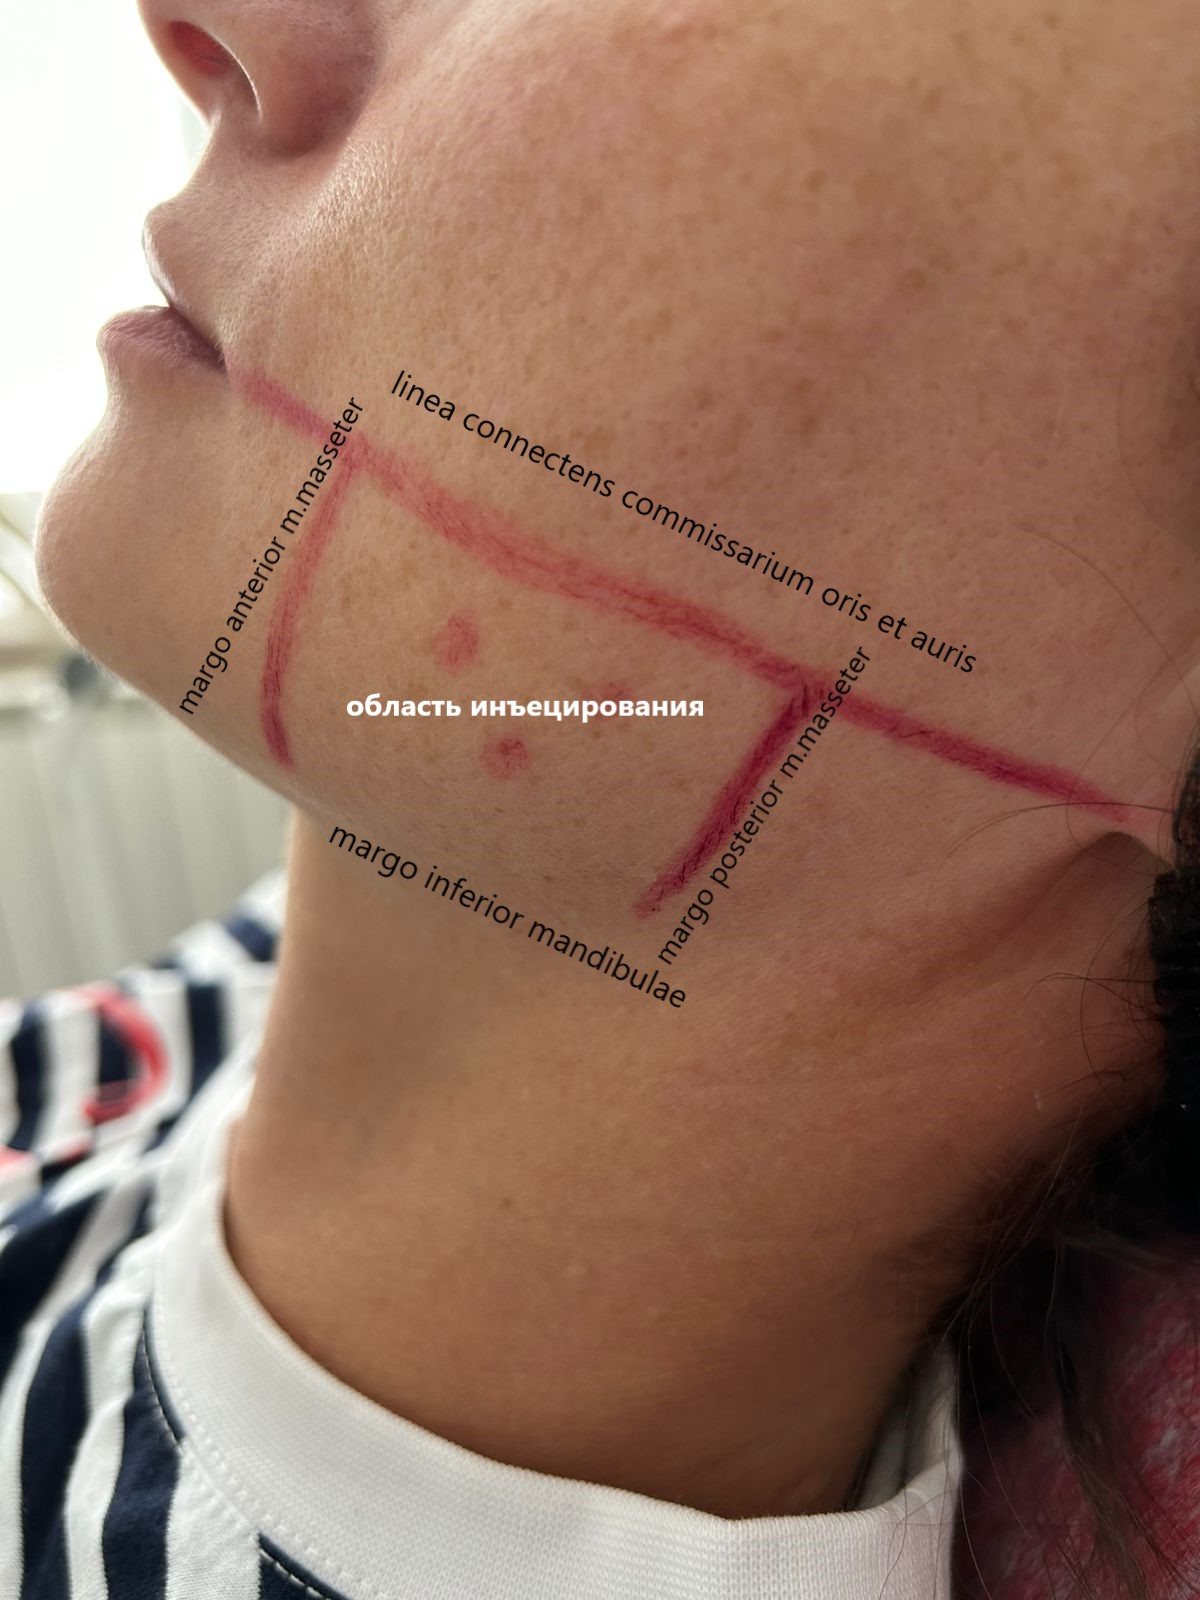 linea connectens commissarium oris et auris
margo anterior m.masseter
область инъецирования
margo posterior m.masseter
margo inferior mandibulae